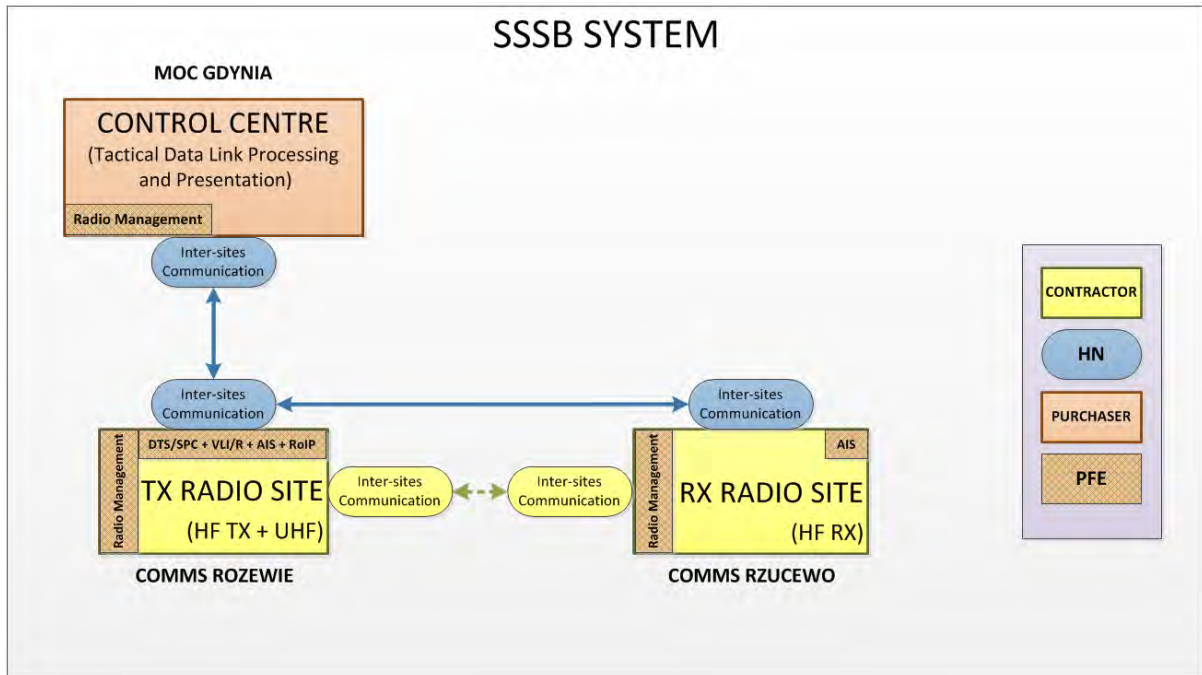 SSSB SYSTEM
MOC GDYNIA
CONTROL CENTRE
(Tactical Data Link Processing
and Presentation)
Radio Management
Inter-sites
Communication
Inter-sites
Communication
Inter-sites
Communication
Radio Management
DTS/SPC + VLI/R + AIS + RoIP
TX RADIO SITE
(HF TX + UHF)
Inter-sites
Communication
Inter-sites
Communication
Radio Management
AIS
RX RADIO SITE
(HF RX)
COMMS ROZEWIE
COMMS RZUCEWO
CONTRACTOR
HN
PURCHASER
PFE